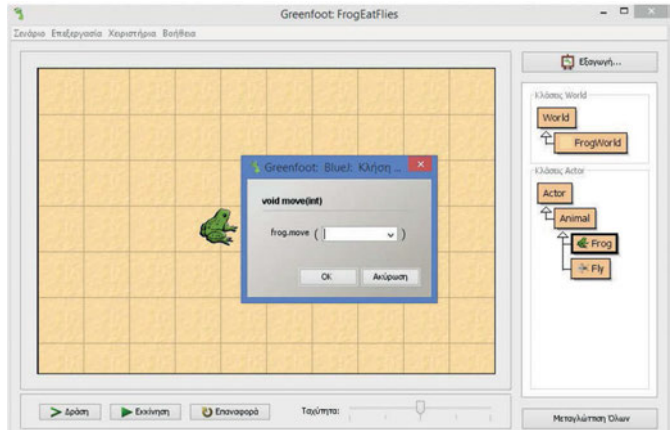 Greenfoot: FrogEatFlies
Σενάριο Επεξεργασία Χειριστήρια Βοήθεια
Εξαγωγή...
Κλάσεις World
World
FrogWorld
Κλάσεις Actor
Actor
Animal
Frog
Fly
Greenfoot: BlueJ: Κλήση ...
void move(int)
frog.move ( )
OK Ακύρωση
Δράση Εκκίνηση Επαναφορά Ταχύτητα:
Μεταγλώττιση Όλων